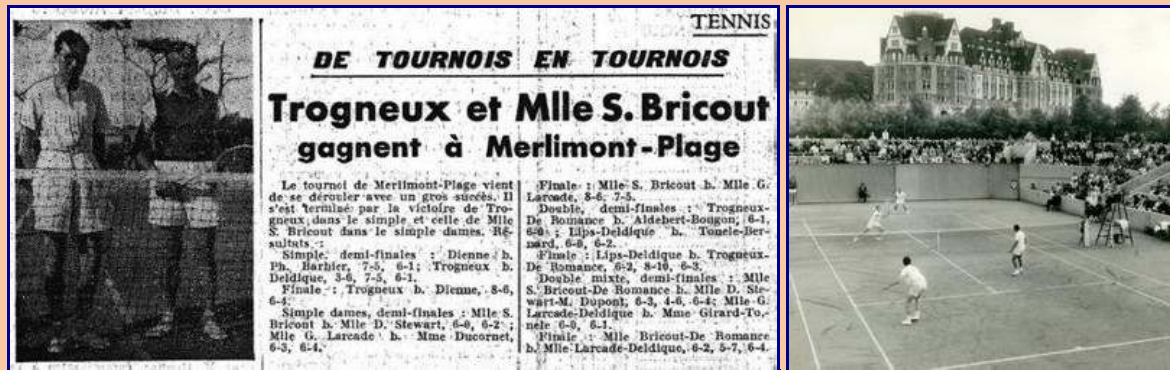 TENNIS
DE TOURNOIS EN TOURNOIS
Trogneux et Mlle S. Bricout
gagnent à Merlimont-Plage
Le tournoi de Merlimont-Plage vient
de se dérouler avec un gros succès. Il
s'est terminé par la victoire de Tro-
gneux dans le simple et celle de Mlle
S. Bricout dans le simple dames. Ré-
sultats :
Simple, demi-finales : Dienne b.
Ph. Barbier, 7-5, 6-1; Trogneux b.
Deldique, 3-6, 7-5, 6-1.
Finale : Trogneux b. Dienne, 8-6,
6-4.
Simple dames, demi-finales : Mlle S.
Bricout b. Mlle D. Stewart, 6-0, 6-2 ;
Mlle G. Larcade b. Mme Ducornet,
6-3, 6-4.
Finale : Mlle S. Bricout b. Mlle G.
Larcade, 8-6, 7-5.
Double, demi-finales : Trogneux-
De Romance b. Aldebert-Bougon, 6-1,
6-0 ; Lips-Deldique b. Tonele-Ber-
nard, 6-0, 6-2.
Finale : Lips-Deldique b. Trogneux-
De Romance, 6-2, 8-10, 6-3.
Double mixte, demi-finales : Mlle
S. Bricout-De Romance b. Mlle D. Ste-
wart-M. Dupont, 6-3, 4-6, 6-4; Mlle G.
Larcade-Deldique b. Mme Girard-To-
nele 6-0, 6-1.
Finale : Mlle Bricout-De Romance
b. Mlle Larcade-Deldique, 6-2, 5-7, 6-4.